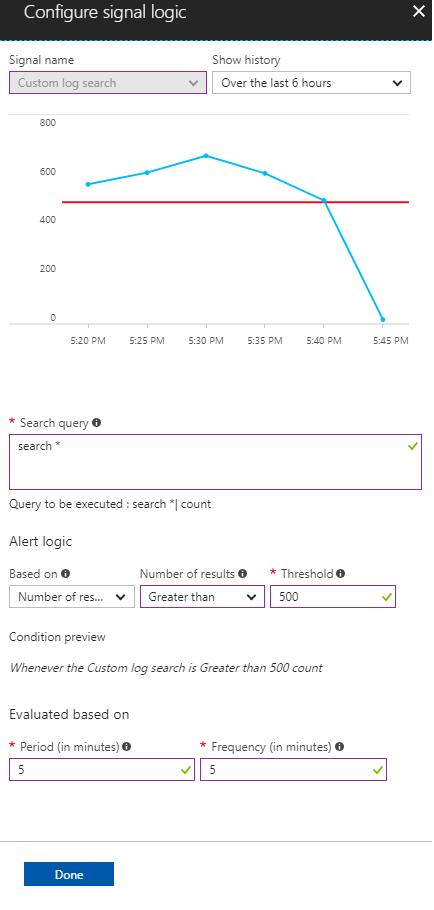 Configure signal logic
Signal name Show history
Custom log search Over the last 6 hours
800
600
400
200
0
5:20 PM 5:25 PM 5:30 PM 5:35 PM 5:40 PM 5:45 PM
* Search query
search *
Query to be executed : search *| count
Alert logic
Based on Number of results * Threshold
Number of res... Greater than 500
Condition preview
Whenever the Custom log search is Greater than 500 count
Evaluated based on
* Period (in minutes) * Frequency (in minutes)
5 5
Done